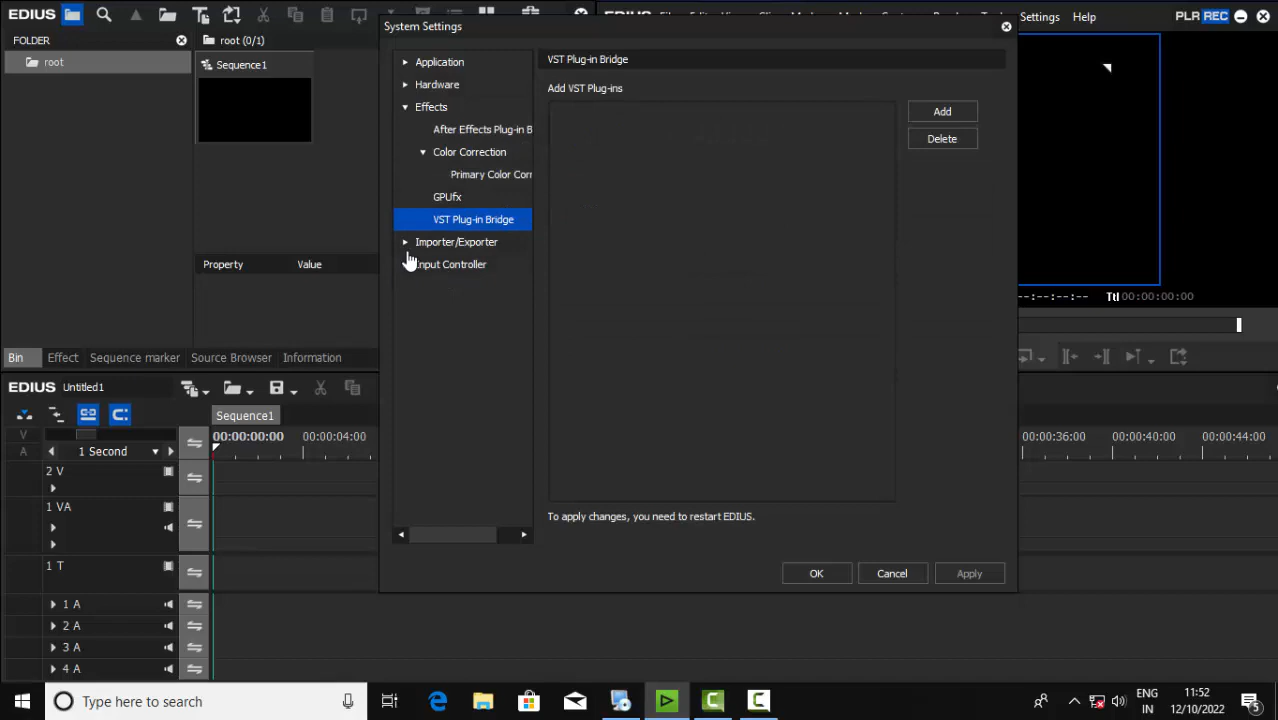 EDIUS
FOLDER
root
root (0/1)
Sequence1
Property Value
Bin Effect Sequence marker Source Browser Information
System Settings
Application
Hardware
Effects
After Effects Plug-in B
Color Correction
Primary Color Corr
GPUfx
VST Plug-in Bridge
Importer/Exporter
Input Controller
VST Plug-in Bridge
Add VST Plug-ins
Add
Delete
To apply changes, you need to restart EDIUS.
OK Cancel Apply
Settings Help PLR REC
--:--:--:-- Ttl 00:00:00:00
EDIUS Untitled1
Sequence1
V
A
1 Second
00:00:00:00 00:00:04:00 00:00:36:00 00:00:40:00 00:00:44:00
2 V
1 VA
1 T
1 A
2 A
3 A
4 A
Type here to search
ENG
IN
11:52
12/10/2022
5